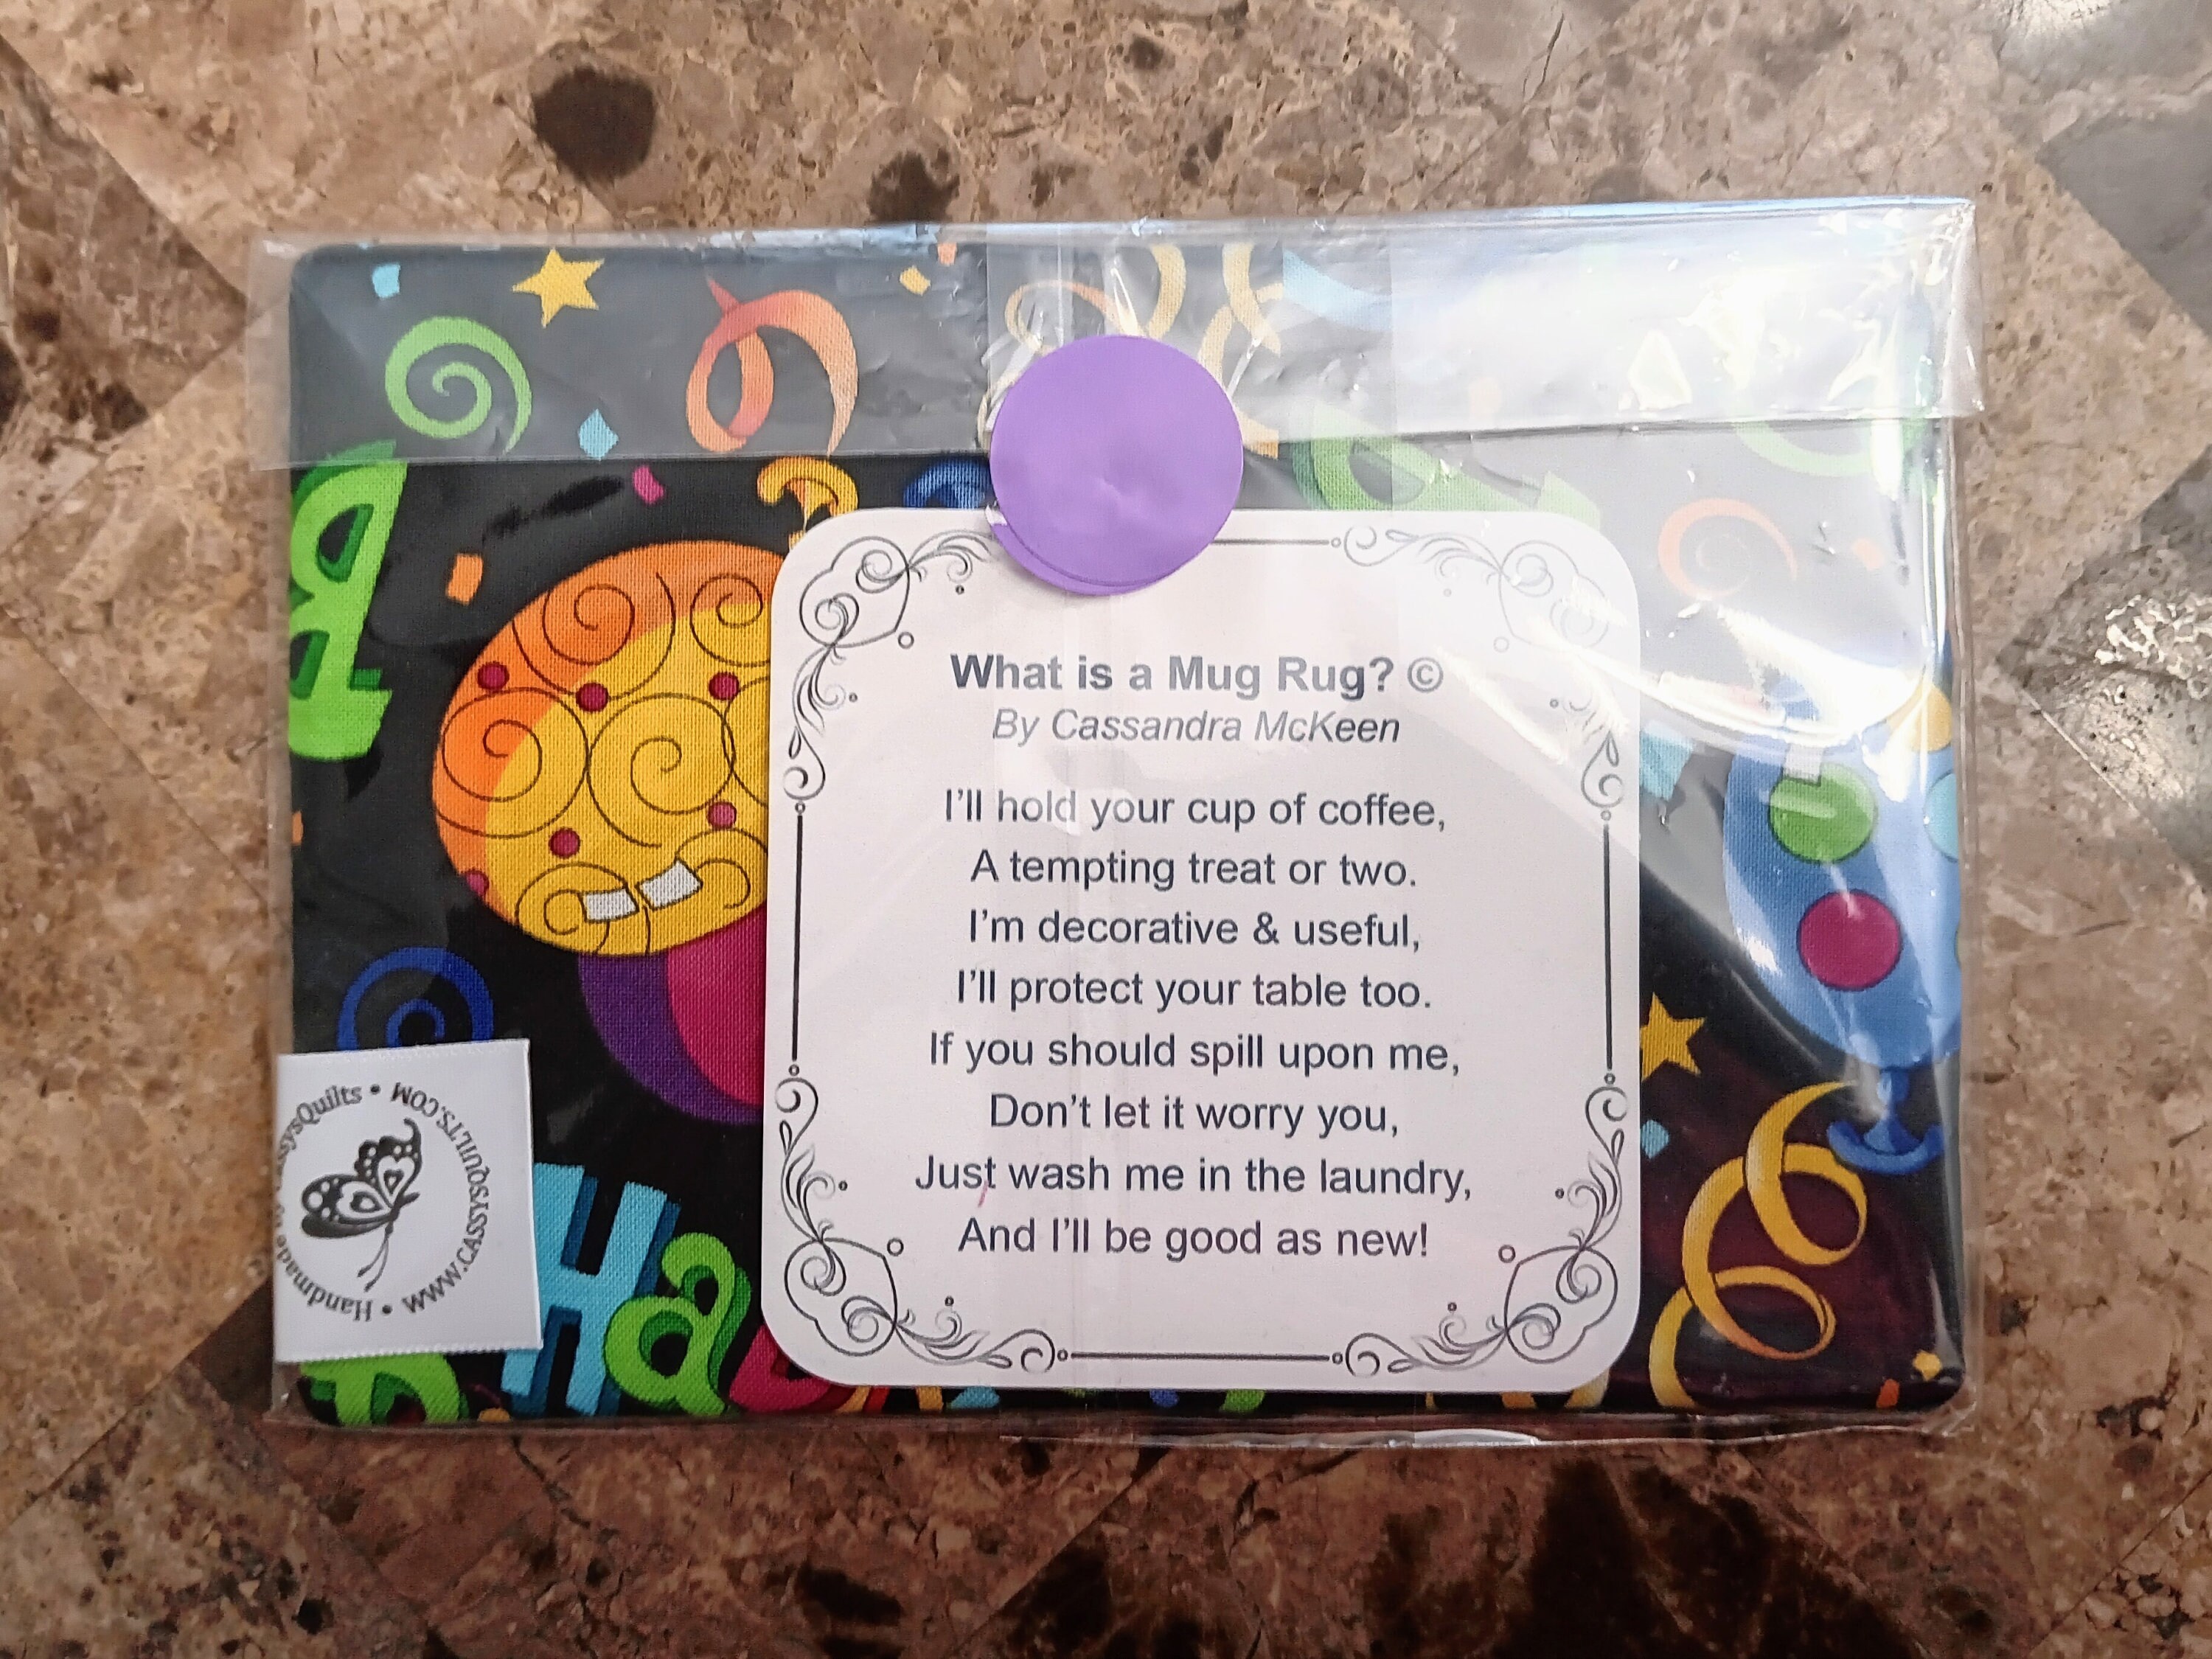 What is a Mug Rug? ©
By Cassandra McKeen
I'll hold your cup of coffee,
A tempting treat or two.
I'm decorative & useful,
I'll protect your table too.
If you should spill upon me,
Don't let it worry you,
Just wash me in the laundry,
And I'll be good as new!
Handmade
• WWW.CASSYSQUILTS.COM •
Ha